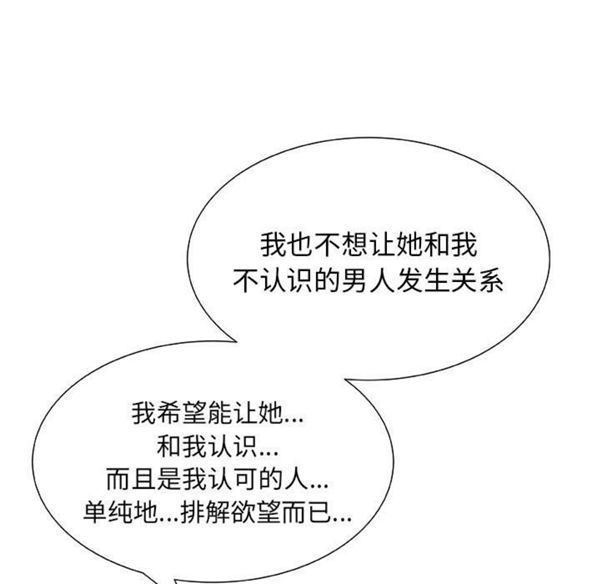 我也不想让她和我
不认识的男人发生关系
我希望能让她...
和我认识...
而且是我认可的人...
单纯地...排解欲望而已...